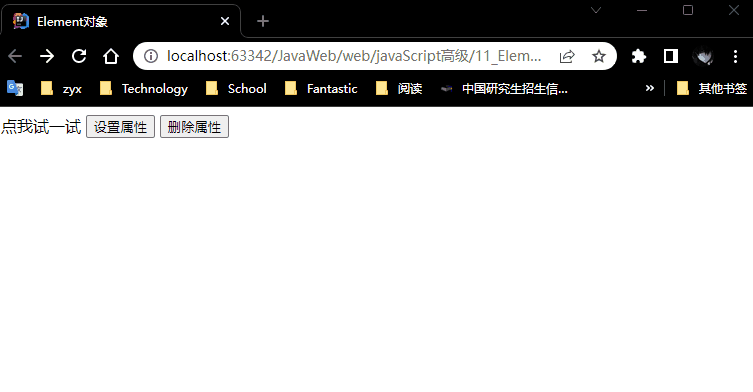 Element对象
localhost:63342/JavaWeb/web/javaScript高级/11_Elem...
zyx Technology School Fantastic 阅读 中国研究生招生信... » 其他书签
点我试一试 设置属性 删除属性